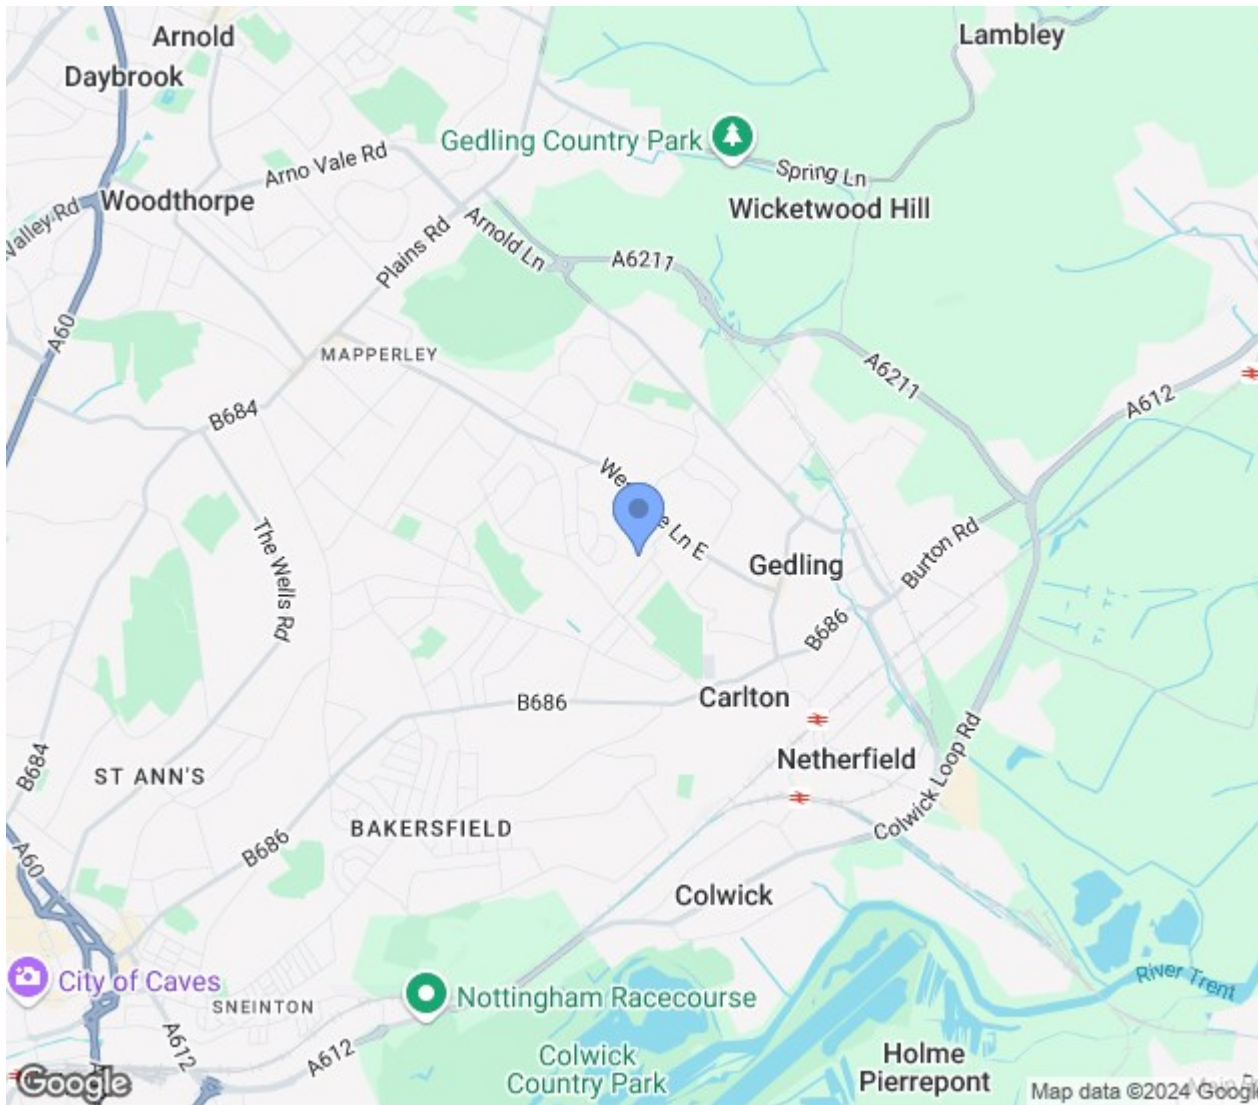 Arnold
Lambley
Daybrook
Gedling Country Park
Arno Vale Rd
Spring Ln
Woodthorpe
Wicketwood Hill
Valley Rd
Plains Rd
Arnold Ln
A6211
A60
MAPPERLEY
A6211
A612
B684
Ln E
The Wells Rd
Gedling
Burton Rd
B686
B686
Carlton
Netherfield
Colwick Loop Rd
B684
ST ANN'S
BAKERSFIELD
B686
A60
Colwick
City of Caves
Nottingham Racecourse
River Trent
SNEINTON
A612
A612
Colwick
Country Park
Holme
Pierrepont
Google
Map data ©2024 Google